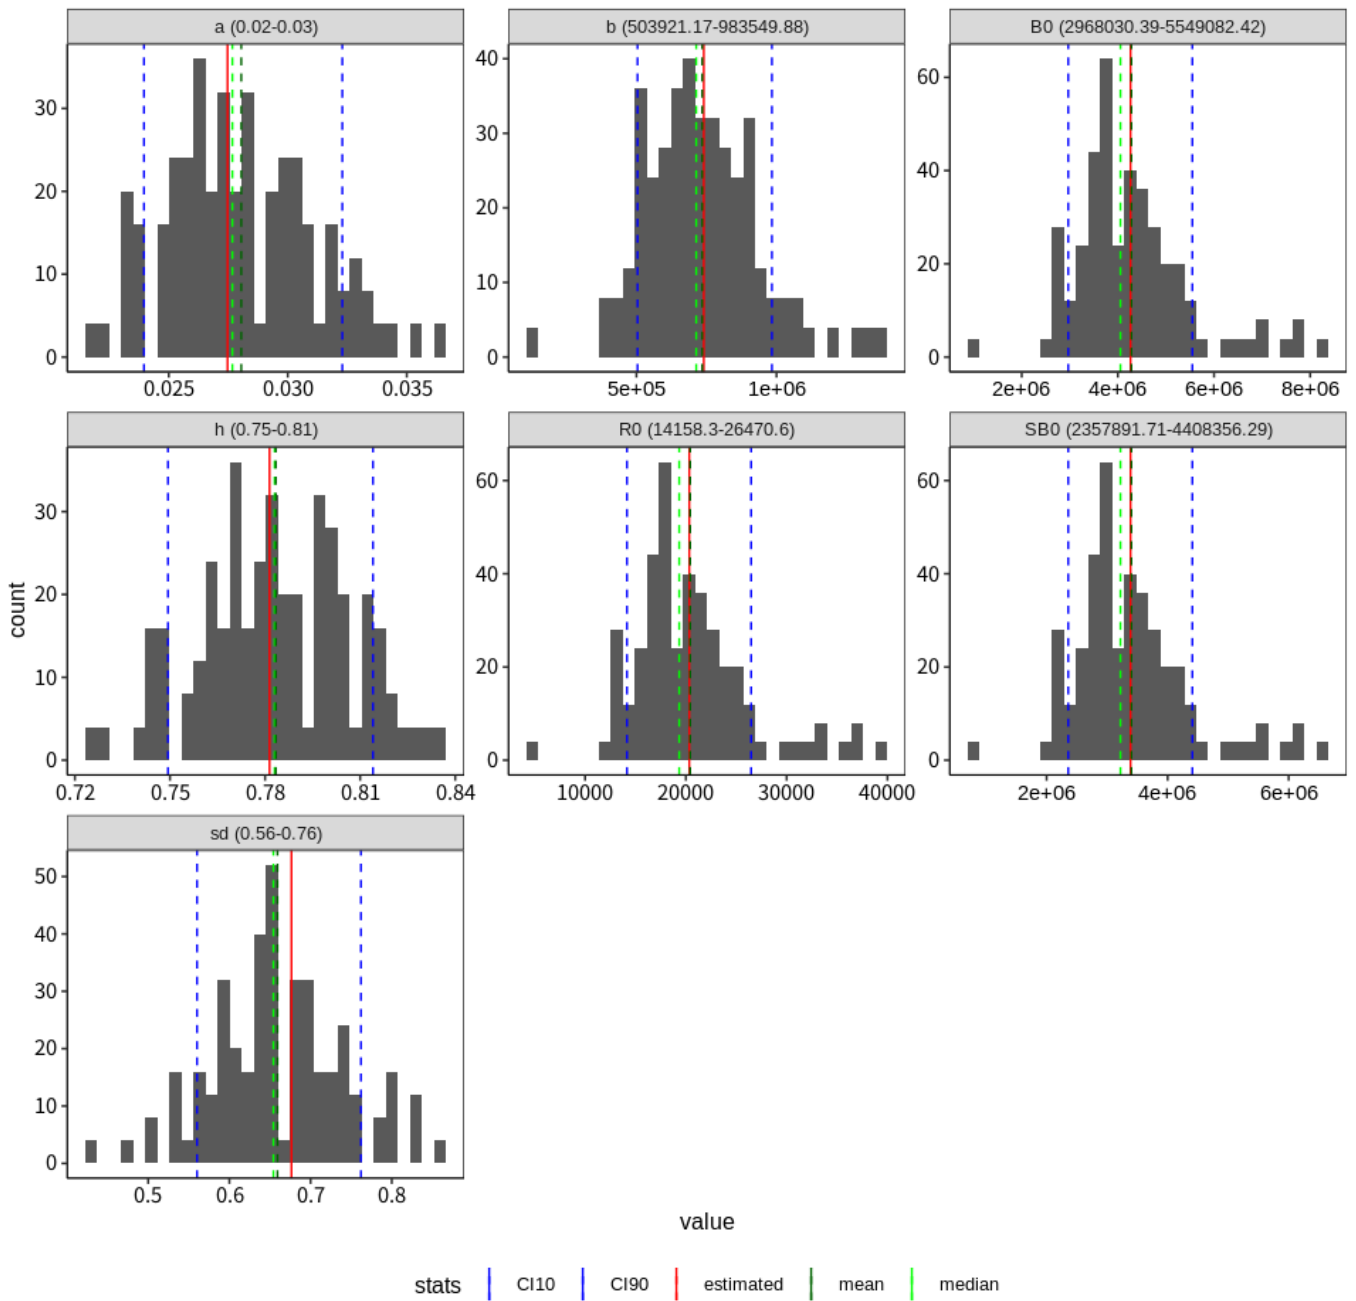 a (0.02-0.03)
b (503921.17-983549.88)
B0 (2968030.39-5549082.42)
30
20
10
0
0.025 0.030 0.035
40
30
20
10
0
5e+05 1e+06
60
40
20
0
2e+06 4e+06 6e+06 8e+06
h (0.75-0.81)
R0 (14158.3-26470.6)
SB0 (2357891.71-4408356.29)
30
20
10
0
0.72 0.75 0.78 0.81 0.84
60
40
20
0
10000 20000 30000 40000
60
40
20
0
2e+06 4e+06 6e+06
count
sd (0.56-0.76)
50
40
30
20
10
0
0.5 0.6 0.7 0.8
value
stats CI10 CI90 estimated mean median